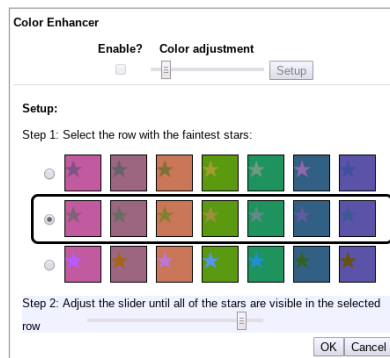 Color Enhancer
Enable? Color adjustment
Setup
Setup:
Step 1: Select the row with the faintest stars:
Step 2: Adjust the slider until all of the stars are visible in the selected
row
OK Cancel